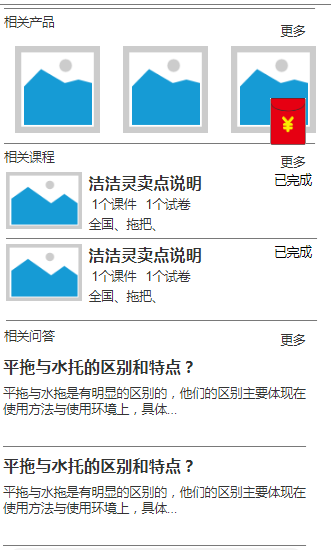 相关产品
更多
¥
相关课程
更多
洁洁灵卖点说明
已完成
1个课件 1个试卷
全国、拖把、
洁洁灵卖点说明
已完成
1个课件 1个试卷
全国、拖把、
相关问答
更多
平拖与水托的区别和特点？
平拖与水拖是有明显的区别的，他们的区别主要体现在
使用方法与使用环境上，具体...
平拖与水托的区别和特点？
平拖与水拖是有明显的区别的，他们的区别主要体现在
使用方法与使用环境上，具体...